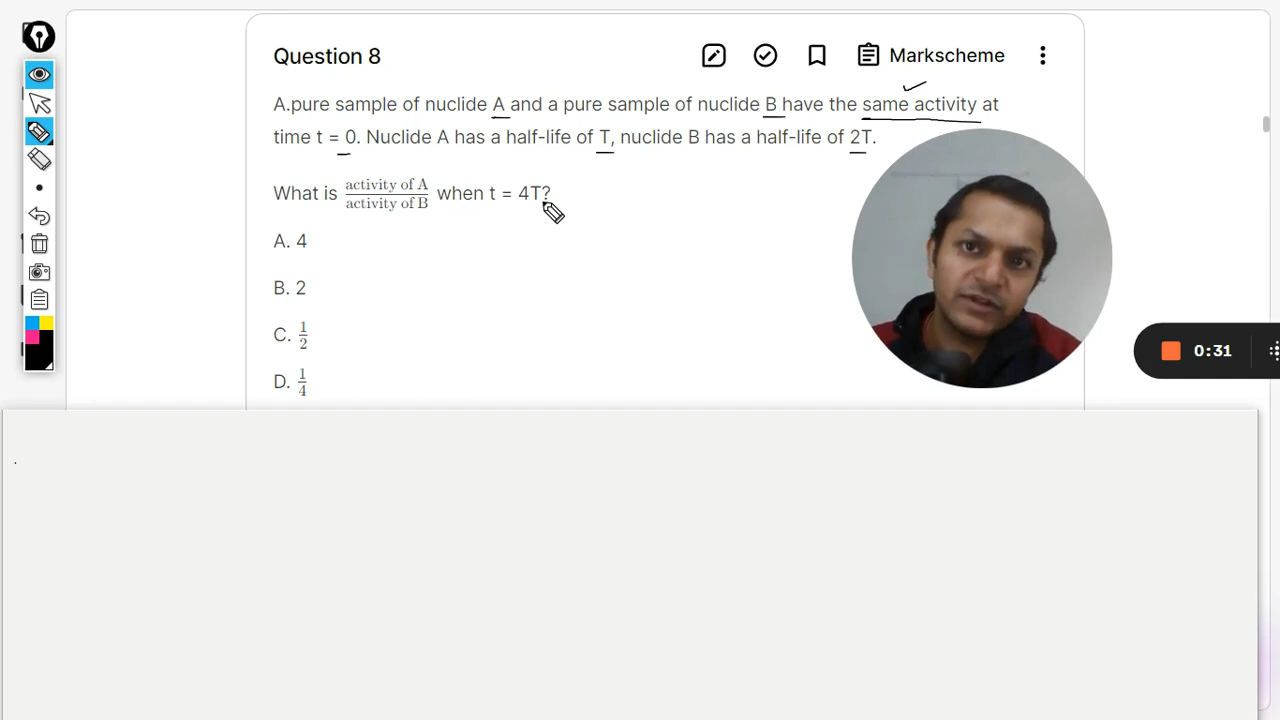 Question 8
Markscheme
A.pure sample of nuclide A and a pure sample of nuclide B have the same activity at
time t = 0. Nuclide A has a half-life of T, nuclide B has a half-life of 2T.
What is activity of A / activity of B when t = 4T?
A. 4
B. 2
C. 1/2
D. 1/4
0:31